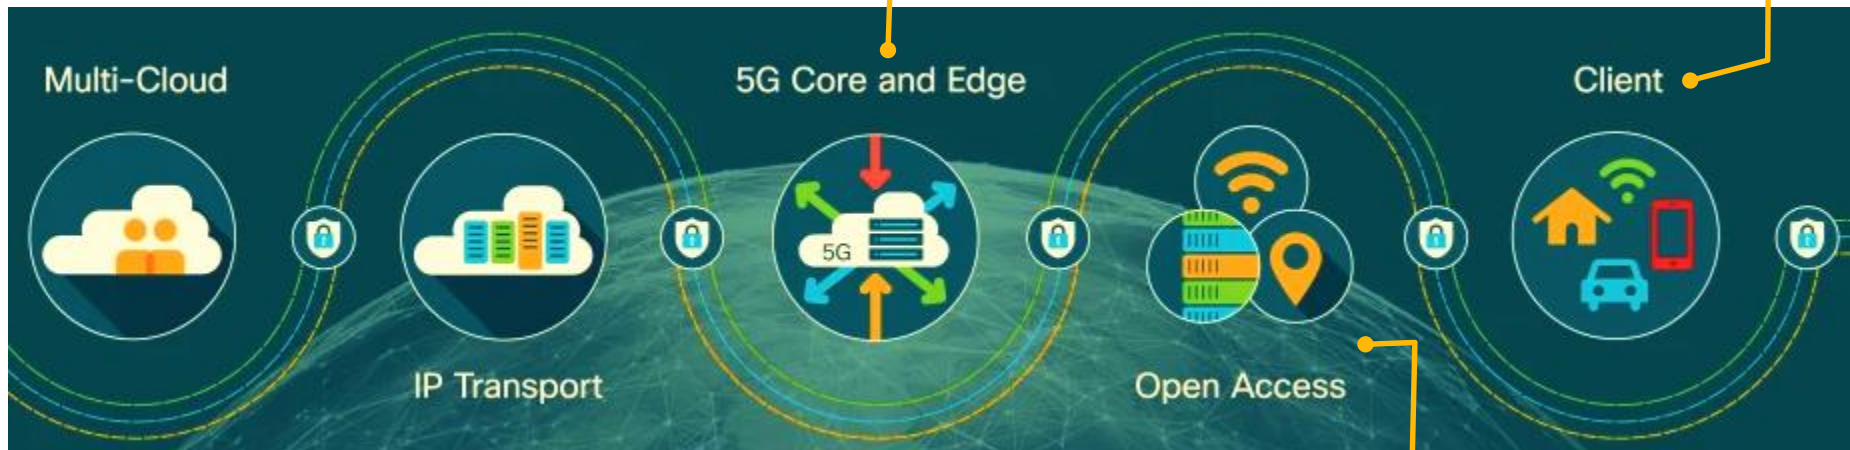 Multi-Cloud
IP Transport
5G Core and Edge
5G
Open Access
Client